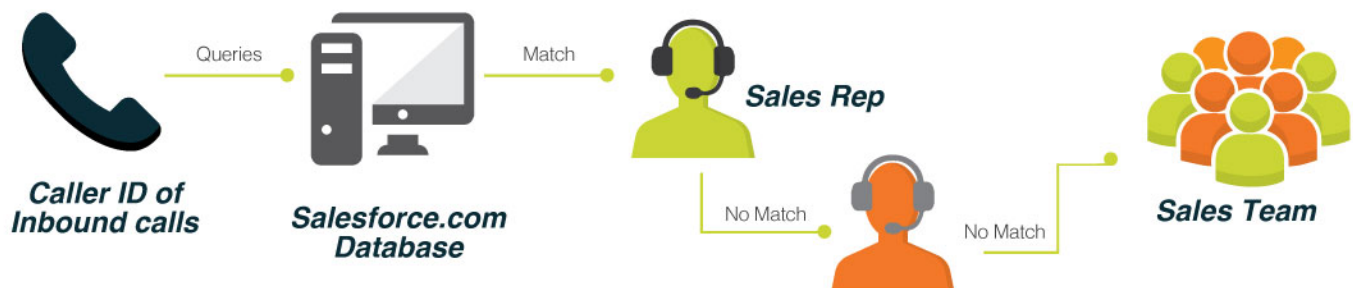 Queries
Match
Sales Rep
Caller ID of
Inbound calls
Salesforce.com
Database
No Match
No Match
Sales Team